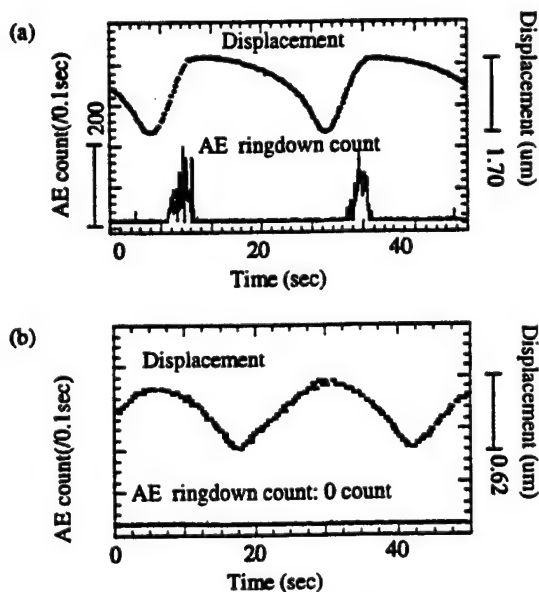 (a)
Displacement
AE ringdown count
AE count(/0.1sec)
200
Displacement (um)
1.70
0 20 40
Time (sec)
(b)
Displacement
AE ringdown count: 0 count
AE count(/0.1sec)
Displacement (um)
0.62
0 20 40
Time (sec)